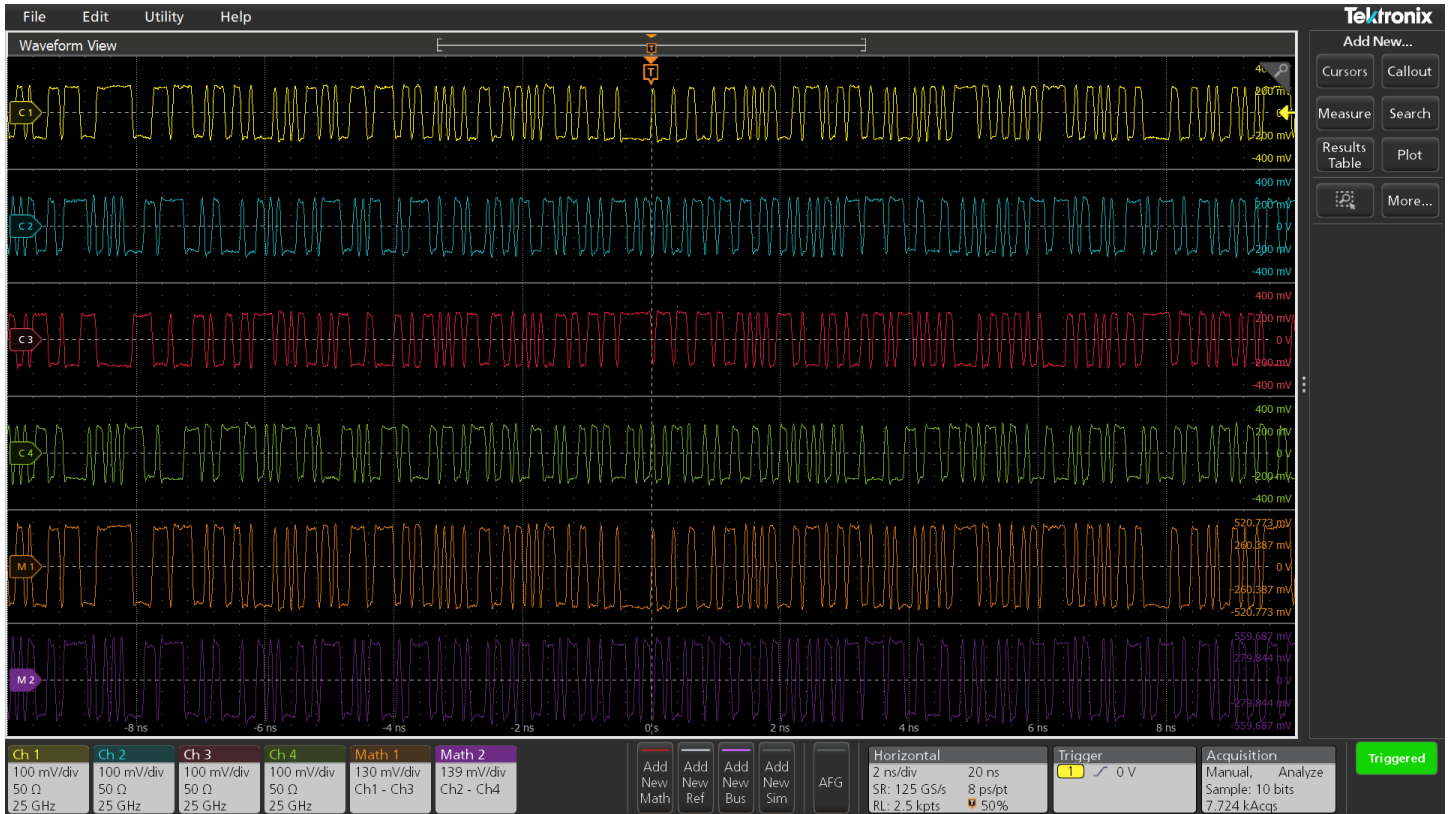 File Edit Utility Help
Tektronix
Waveform View
Add New...
Cursors Callout
Measure Search
Results Table Plot
More...
T
T
C 1
200 mV
0 V
-200 mV
-400 mV
C 2
400 mV
200 mV
0 V
-200 mV
-400 mV
C 3
400 mV
200 mV
0 V
-200 mV
-400 mV
C 4
400 mV
200 mV
0 V
-200 mV
-400 mV
M 1
520.773 mV
260.387 mV
0 V
-260.387 mV
-520.773 mV
M 2
559.687 mV
279.844 mV
0 V
-279.844 mV
-559.687 mV
-8 ns -6 ns -4 ns -2 ns 0 s 2 ns 4 ns 6 ns 8 ns
Ch 1
100 mV/div
50 Ω
25 GHz
Ch 2
100 mV/div
50 Ω
25 GHz
Ch 3
100 mV/div
50 Ω
25 GHz
Ch 4
100 mV/div
50 Ω
25 GHz
Math 1
130 mV/div
Ch1 - Ch3
Math 2
139 mV/div
Ch2 - Ch4
Add New Math
Add New Ref
Add New Bus
Add New Sim
AFG
Horizontal
2 ns/div 20 ns
SR: 125 GS/s 8 ps/pt
RL: 2.5 kpts 50%
Trigger
1 0 V
Acquisition
Manual, Analyze
Sample: 10 bits
7.724 kAcqs
Triggered